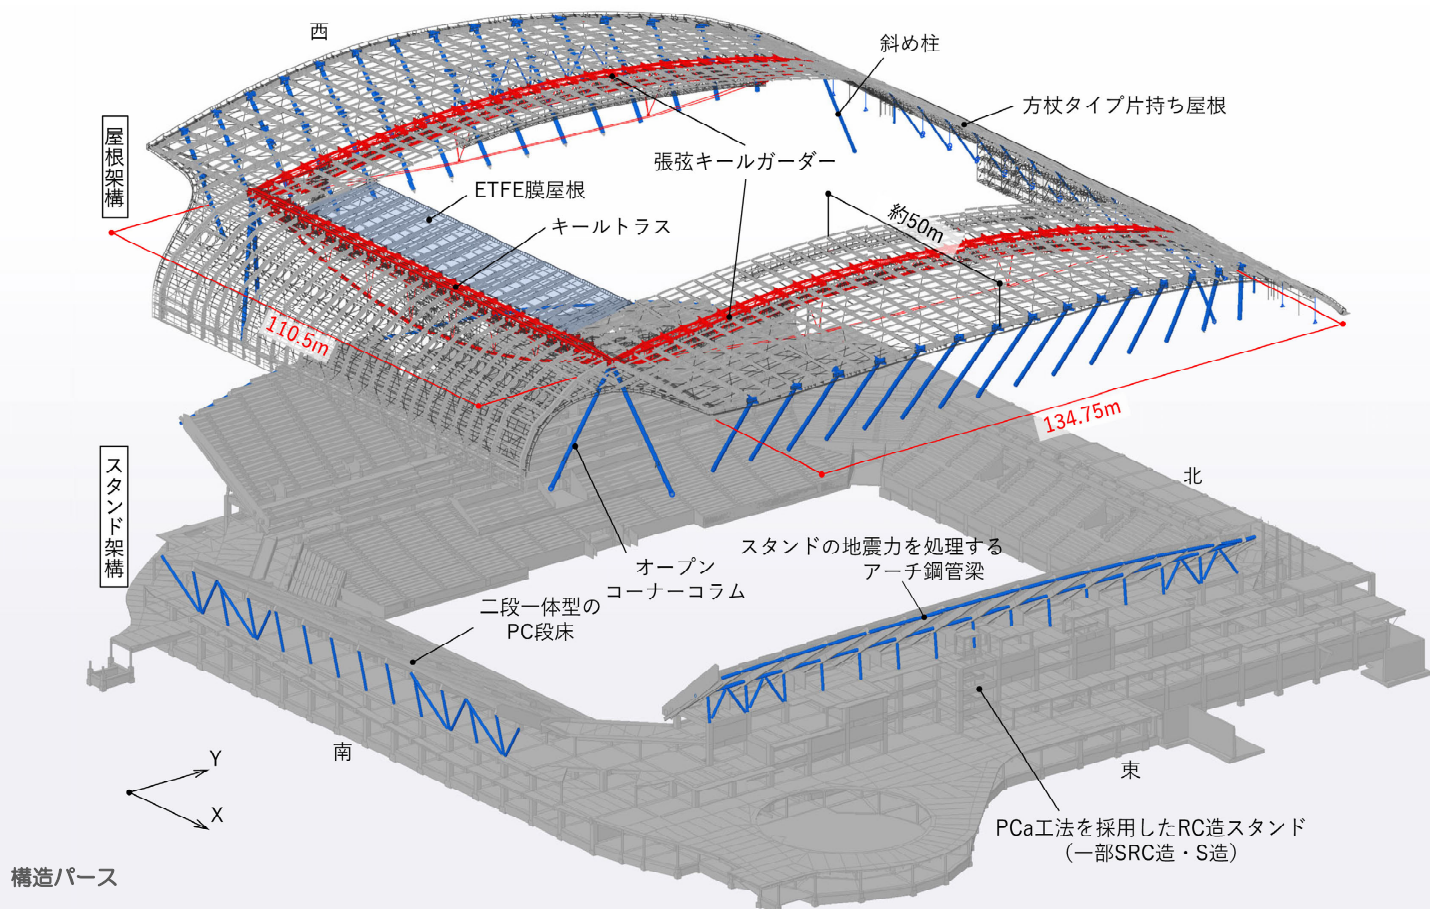 西
斜め柱
方杖タイプ片持ち屋根
屋根架構
張弦キールガーダー
ETFE膜屋根
キールトラス
約50m
110.5m
134.75m
スタンド架構
北
スタンドの地震力を処理する
アーチ鋼管梁
オープン
コーナーコラム
二段一体型の
PC段床
南
東
Y
X
PCa工法を採用したRC造スタンド
（一部SRC造・S造）
構造パース